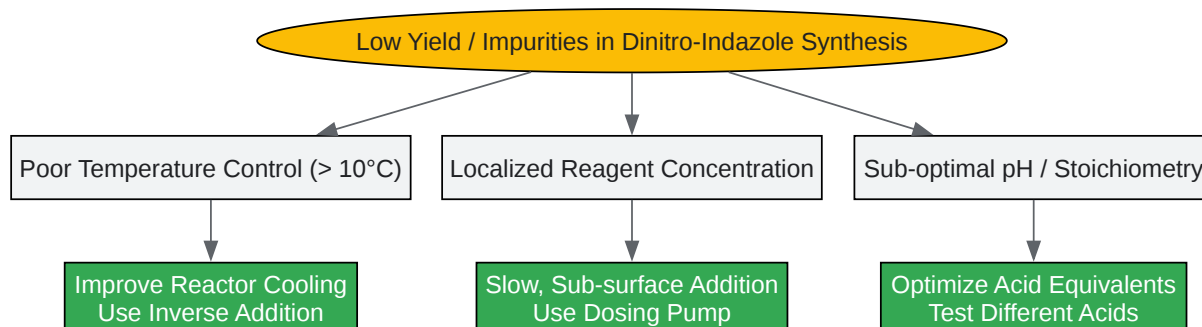 Low Yield / Impurities in Dinitro-Indazole Synthesis
Poor Temperature Control (> 10°C)
Localized Reagent Concentration
Sub-optimal pH / Stoichiometry
Improve Reactor Cooling
Use Inverse Addition
Slow, Sub-surface Addition
Use Dosing Pump
Optimize Acid Equivalents
Test Different Acids